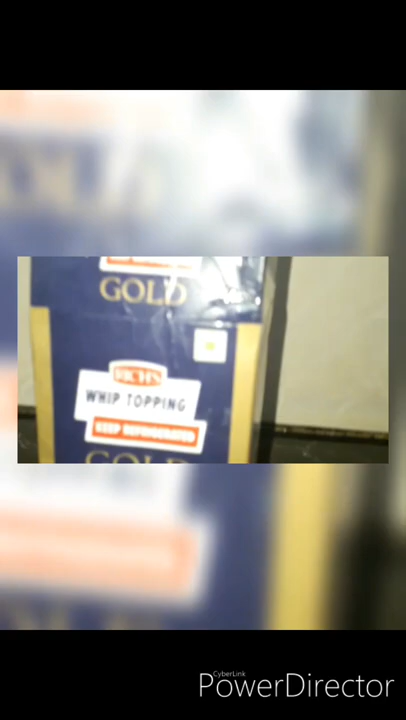 GOLD
RICH'S
WHIP TOPPING
KEEP REFRIGERATED
GOLD
CyberLink
PowerDirector